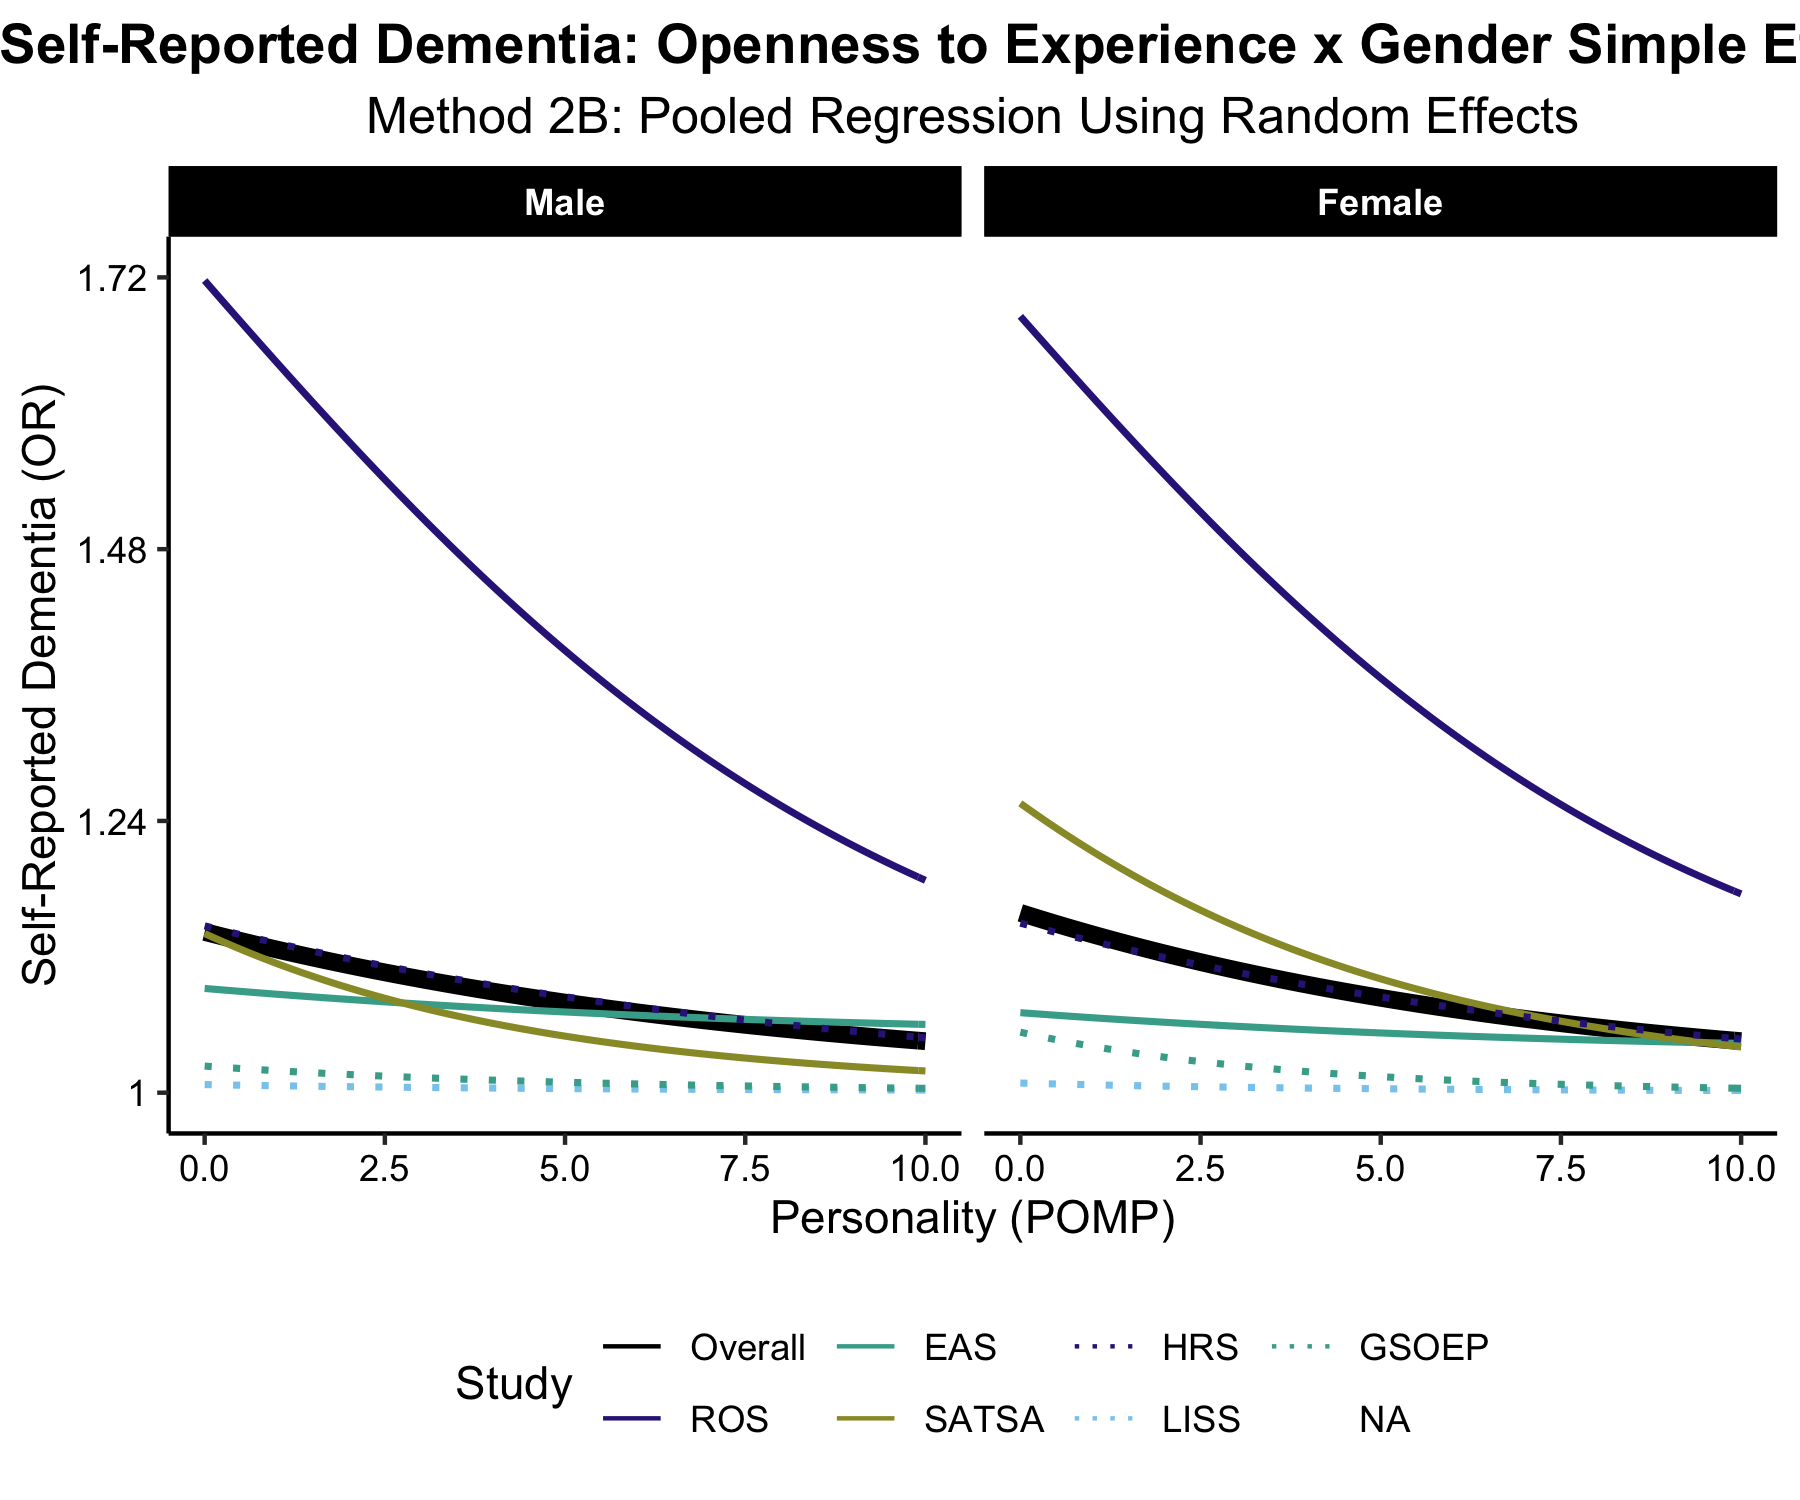 Self-Reported Dementia: Openness to Experience x Gender Simple E
Method 2B: Pooled Regression Using Random Effects
Male
Female
Self-Reported Dementia (OR)
1.72
1.48
1.24
1
0.0 2.5 5.0 7.5 10.0
0.0 2.5 5.0 7.5 10.0
Personality (POMP)
Study
Overall EAS HRS GSOEP
ROS SATSA LISS NA